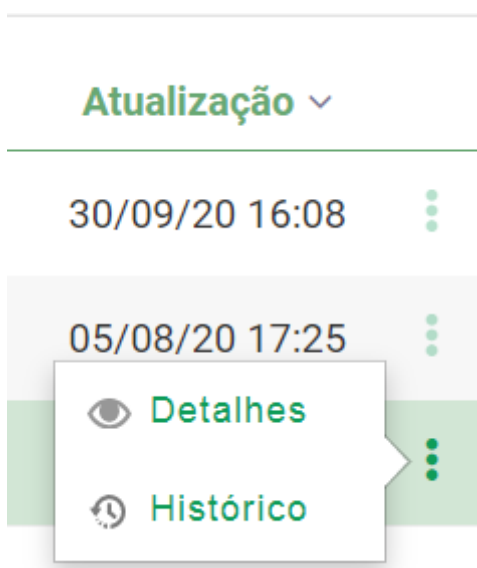 Atualização
30/09/20 16:08
05/08/20 17:25
Detalhes
Histórico